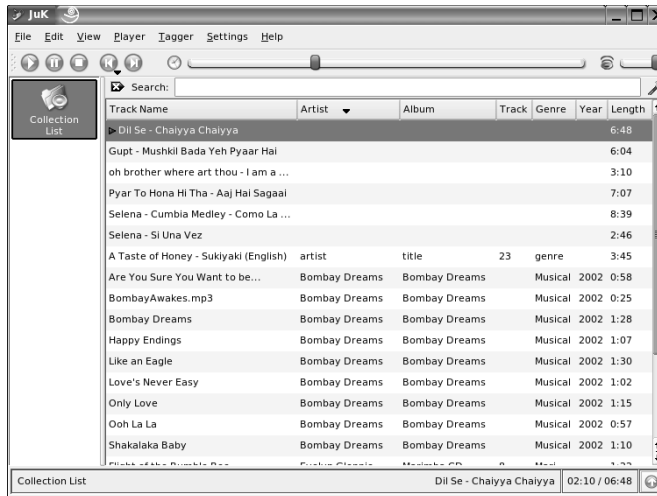 JuK
File Edit View Player Tagger Settings Help
Search:
Collection List
Track Name Artist Album Track Genre Year Length
Dil Se - Chaiyya Chaiyya 6:48
Gupt - Mushkil Bada Yeh Pyaar Hai 6:04
oh brother where art thou - I am a ... 3:10
Pyar To Hona Hi Tha - Aaj Hai Sagaai 7:07
Selena - Cumbia Medley - Como La ... 8:39
Selena - Si Una Vez 2:46
A Taste of Honey - Sukiyaki (English) artist title 23 genre 3:45
Are You Sure You Want to be... Bombay Dreams Bombay Dreams Musical 2002 0:58
BombayAwakes.mp3 Bombay Dreams Bombay Dreams Musical 2002 0:25
Bombay Dreams Bombay Dreams Bombay Dreams Musical 2002 1:28
Happy Endings Bombay Dreams Bombay Dreams Musical 2002 1:07
Like an Eagle Bombay Dreams Bombay Dreams Musical 2002 1:30
Love's Never Easy Bombay Dreams Bombay Dreams Musical 2002 1:02
Only Love Bombay Dreams Bombay Dreams Musical 2002 1:15
Ooh La La Bombay Dreams Bombay Dreams Musical 2002 0:57
Shakalaka Baby Bombay Dreams Bombay Dreams Musical 2002 1:10
Collection List Dil Se - Chaiyya Chaiyya 02:10 / 06:48